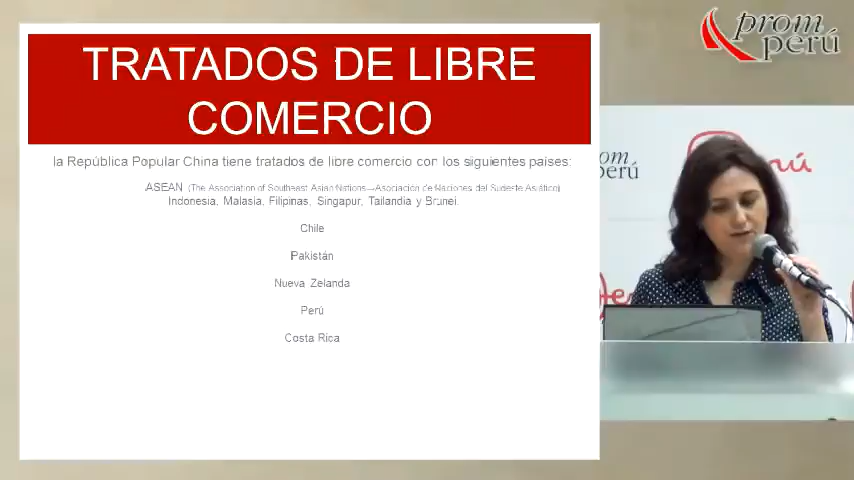 TRATADOS DE LIBRE
COMERCIO
la República Popular China tiene tratados de libre comercio con los siguientes países:
ASEAN (The Association of Southeast Asian Nations—Asociación de Naciones del Sudeste Asiático)
Indonesia, Malasia, Filipinas, Singapur, Tailandia y Brunei.
Chile
Pakistán
Nueva Zelanda
Perú
Costa Rica
prom
perú
om
perú
rú